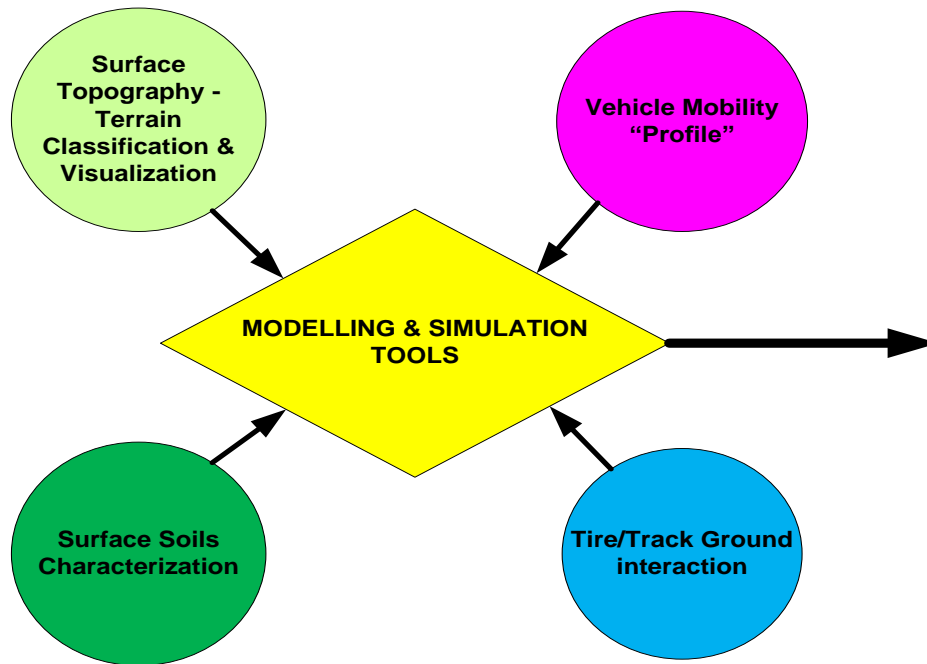 Surface
Topography -
Terrain
Classification &
Visualization
Vehicle Mobility
“Profile”
MODELLING & SIMULATION
TOOLS
Surface Soils
Characterization
Tire/Track Ground
interaction